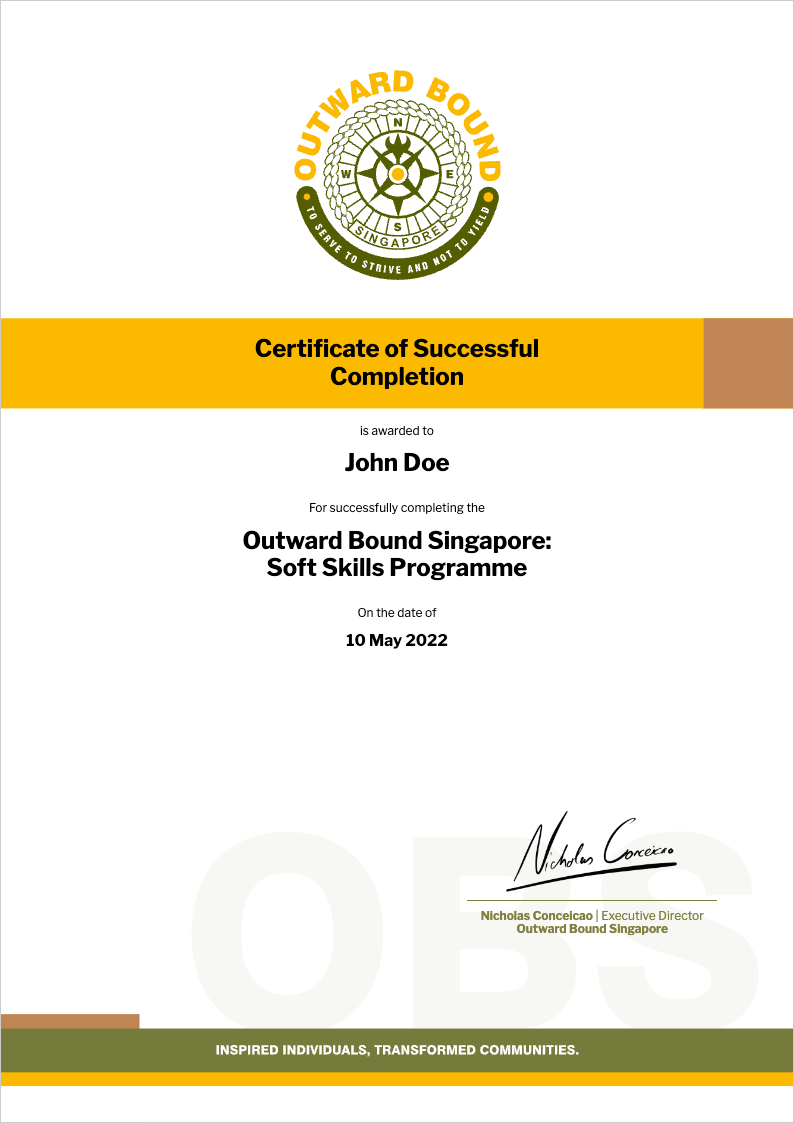 OUTWARD BOUND
N
W E
S
SINGAPORE
TO SERVE TO STRIVE AND NOT TO YIELD
Certificate of Successful
Completion
is awarded to
John Doe
For successfully completing the
Outward Bound Singapore:
Soft Skills Programme
On the date of
10 May 2022
OBS
Nicholas Conceicao
Nicholas Conceicao | Executive Director
Outward Bound Singapore
INSPIRED INDIVIDUALS, TRANSFORMED COMMUNITIES.